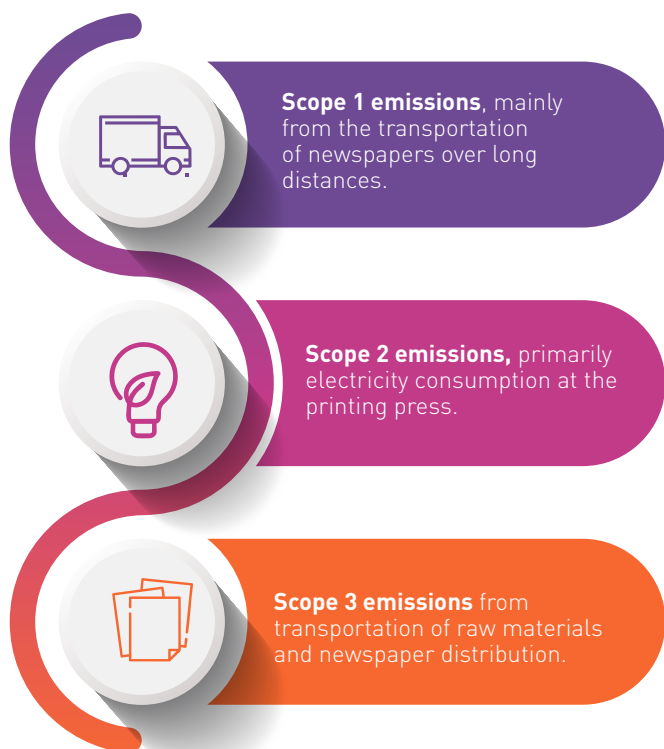 Scope 1 emissions, mainly
from the transportation
of newspapers over long
distances.
Scope 2 emissions, primarily
electricity consumption at the
printing press.
Scope 3 emissions from
transportation of raw materials
and newspaper distribution.